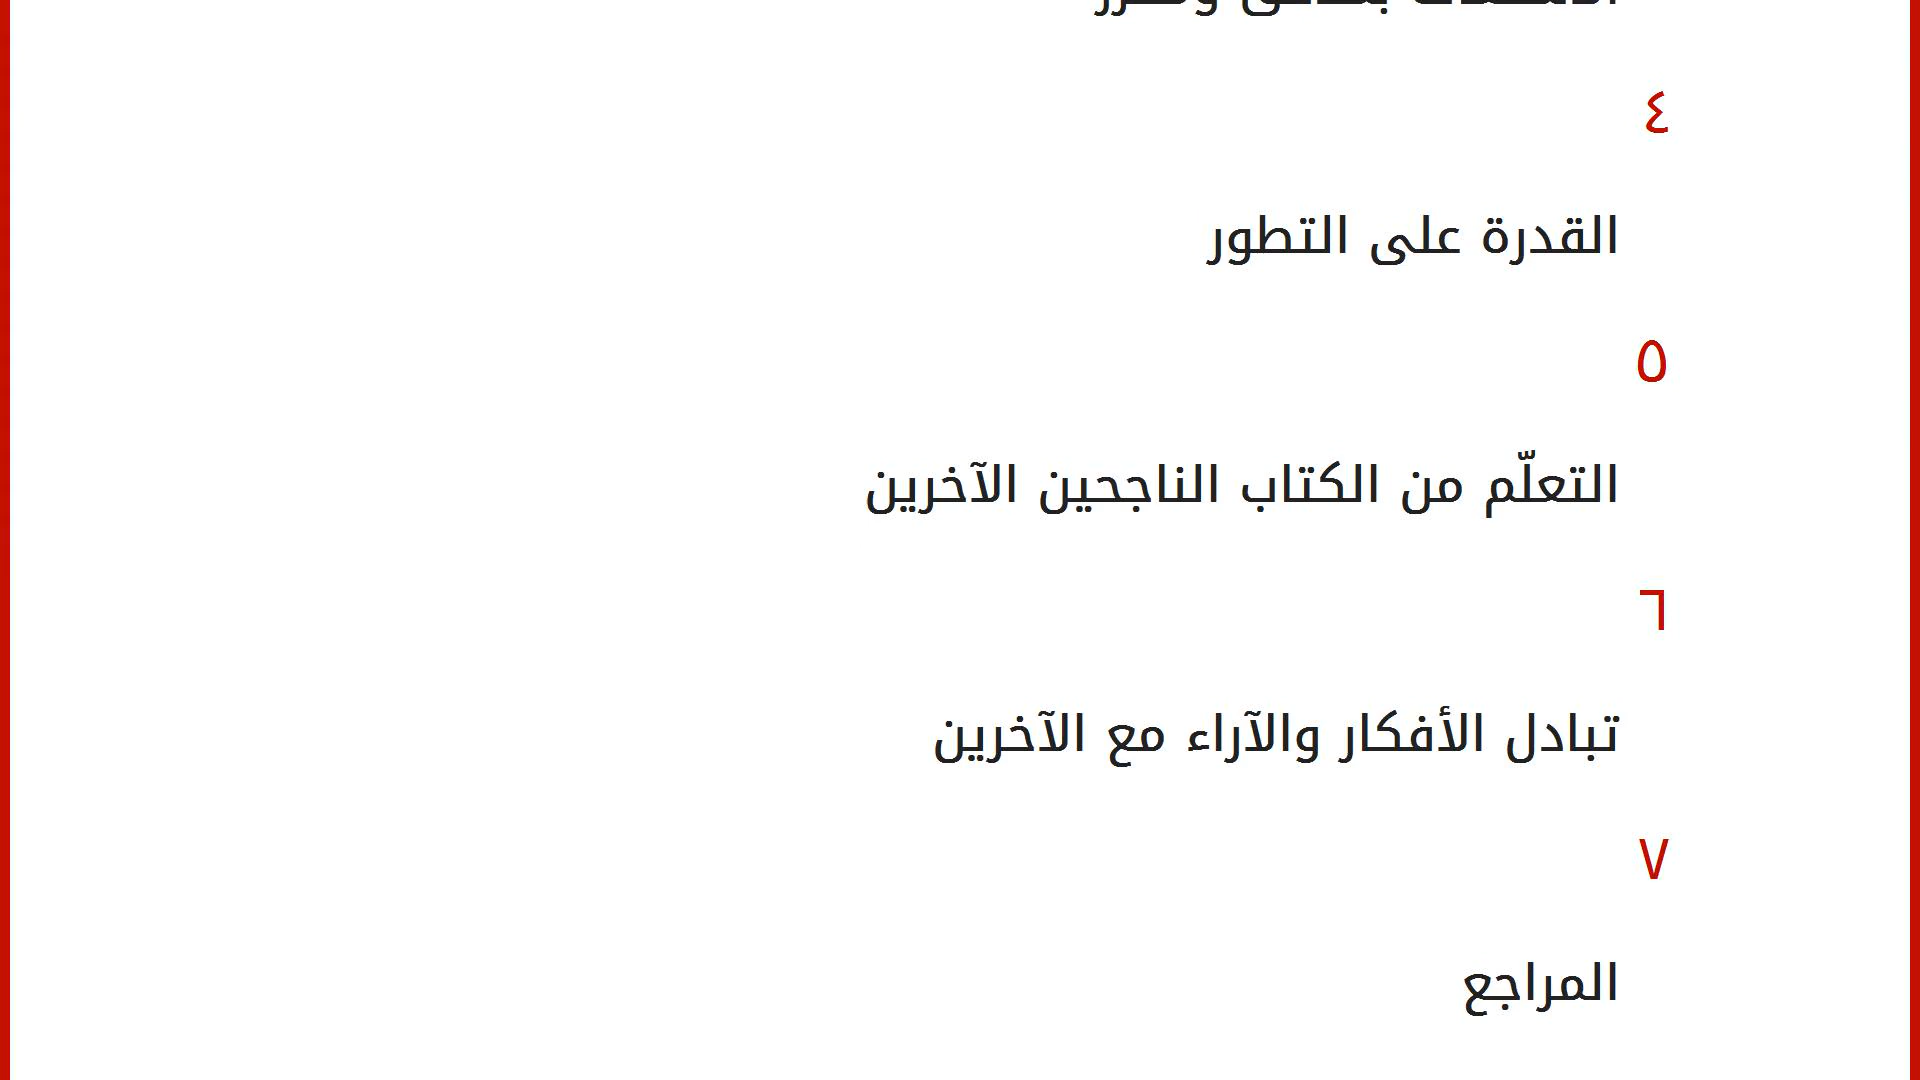 ٤
القدرة على التطور
٥
التعلّم من الكتاب الناجحين الآخرين
٦
تبادل الأفكار والآراء مع الآخرين
٧
المراجع